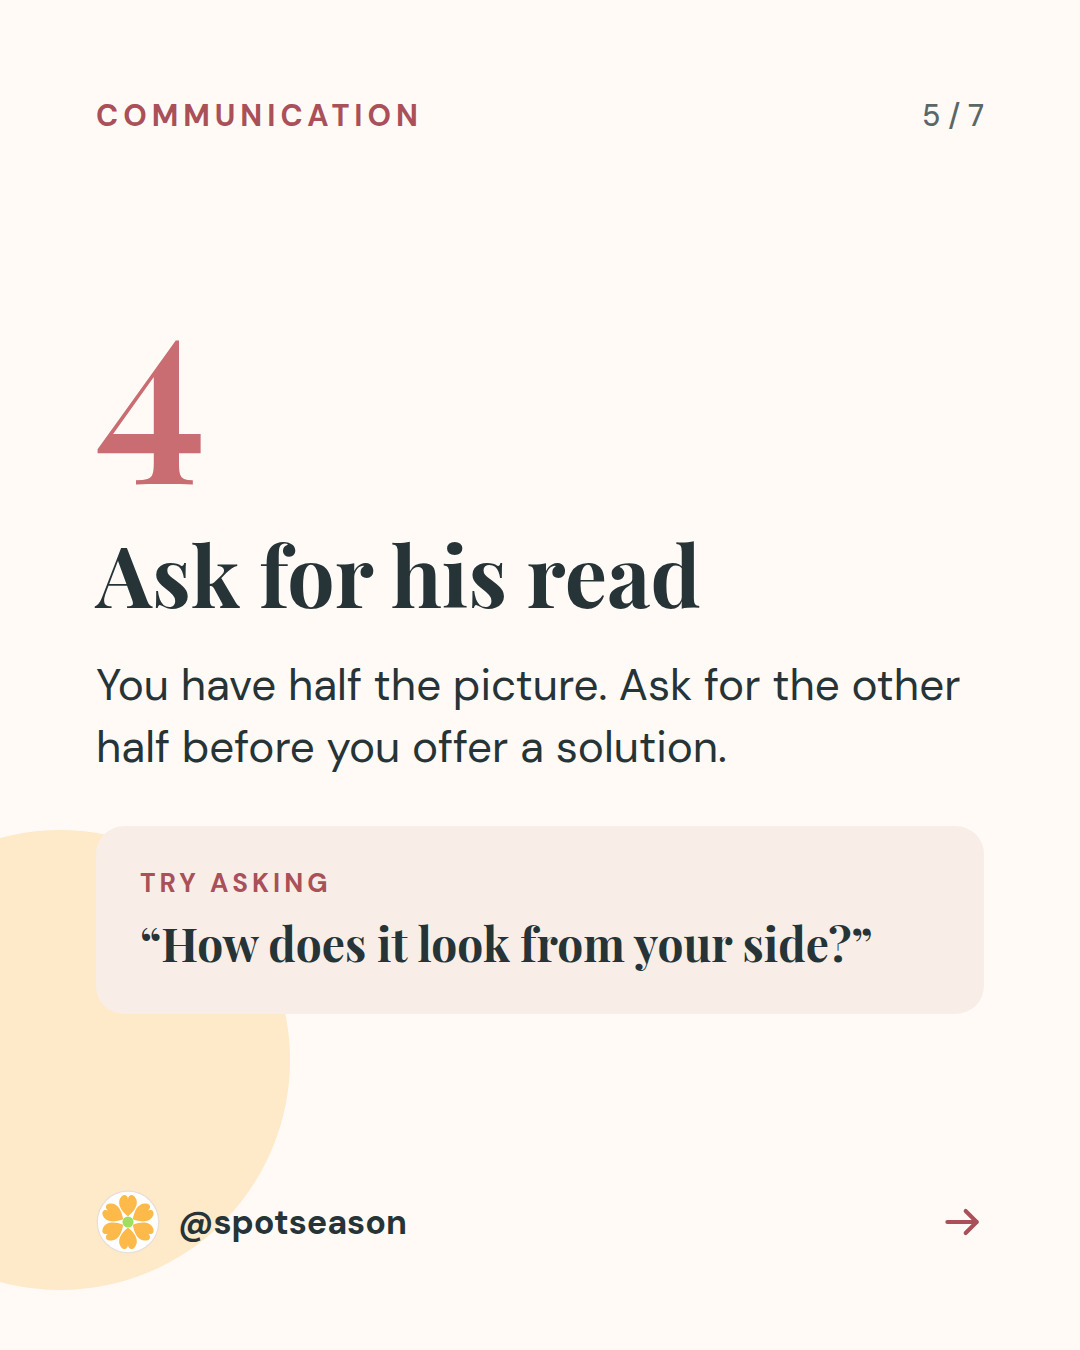 COMMUNICATION
5 / 7
4
Ask for his read
You have half the picture. Ask for the other
half before you offer a solution.
TRY ASKING
“How does it look from your side?”
@spotseason